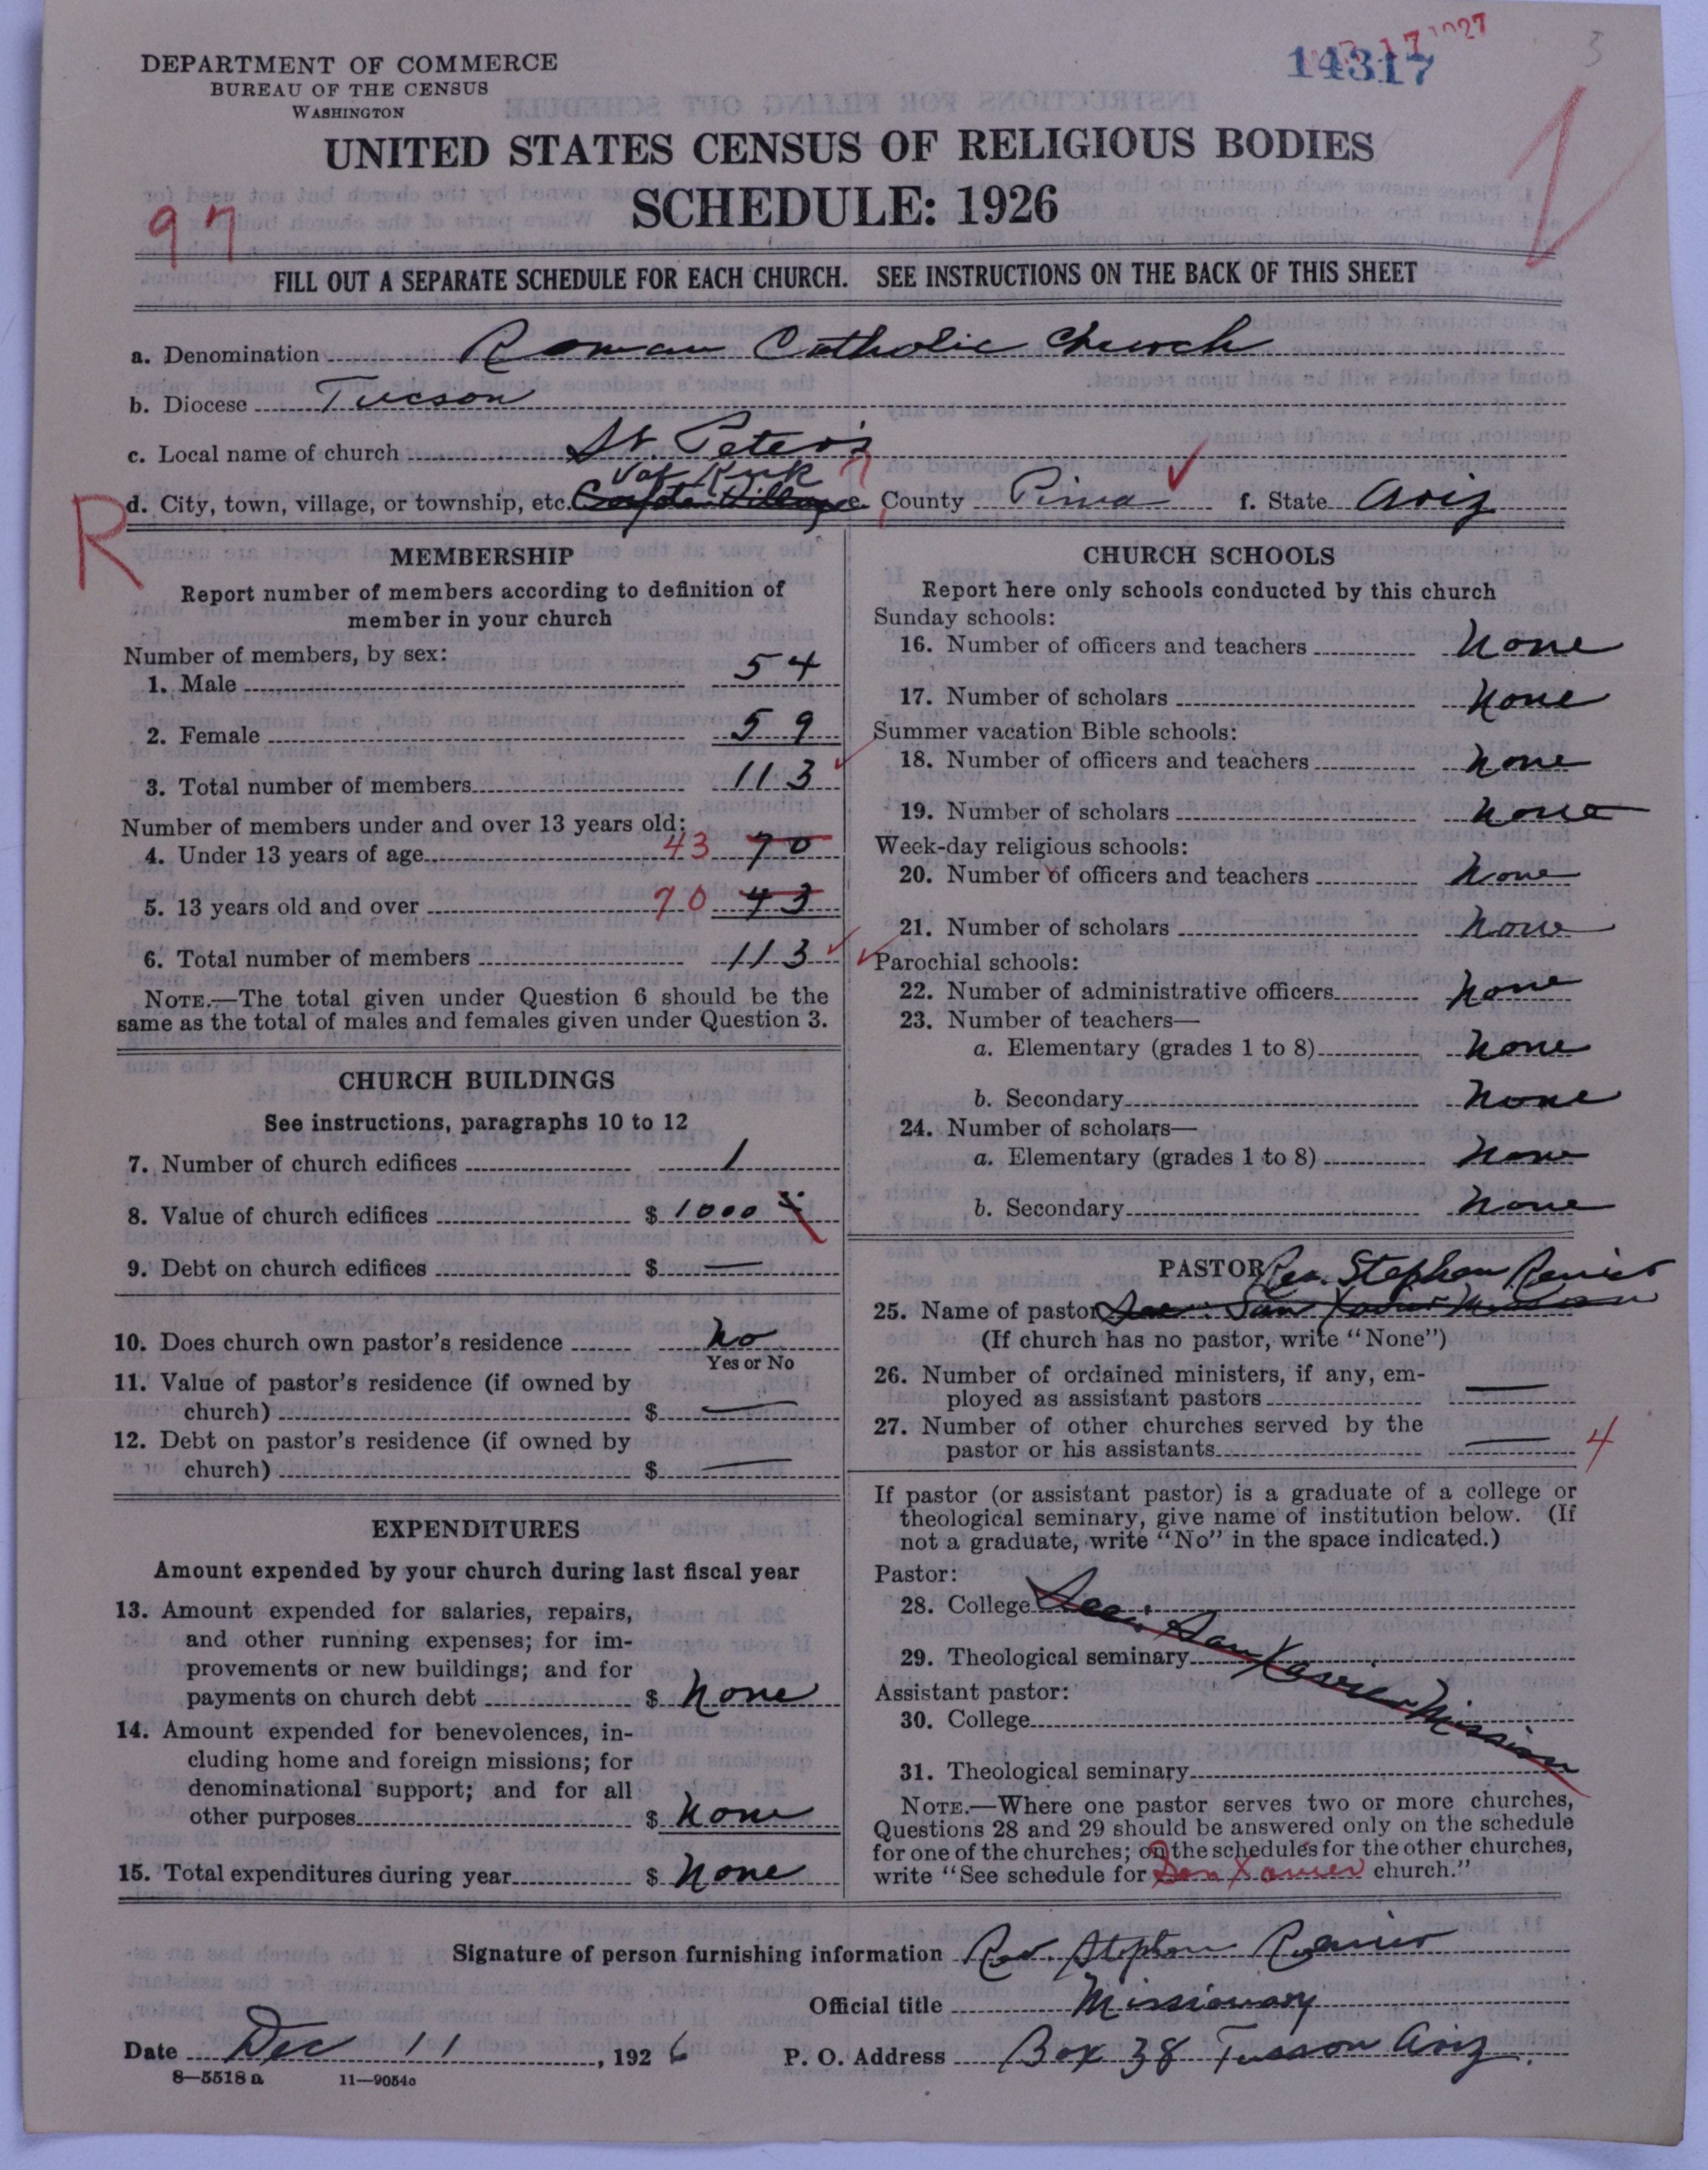 DEPARTMENT OF COMMERCE
BUREAU OF THE CENSUS
WASHINGTON
14317
17 1927
3
UNITED STATES CENSUS OF RELIGIOUS BODIES
SCHEDULE: 1926
97
FILL OUT A SEPARATE SCHEDULE FOR EACH CHURCH. SEE INSTRUCTIONS ON THE BACK OF THIS SHEET
a. Denomination Roman Catholic Church
b. Diocese Tucson
c. Local name of church St Peter's
R
d. City, town, village, or township, etc. Village e. County Pima f. State Ariz
MEMBERSHIP
Report number of members according to definition of
member in your church
Number of members, by sex:
1. Male 54
2. Female 59
3. Total number of members 113
Number of members under and over 13 years old:
4. Under 13 years of age 43 70
5. 13 years old and over 70 43
6. Total number of members 113
NOTE.—The total given under Question 6 should be the
same as the total of males and females given under Question 3.
CHURCH BUILDINGS
See instructions, paragraphs 10 to 12
7. Number of church edifices 1
8. Value of church edifices $ 1000
9. Debt on church edifices $ —
10. Does church own pastor's residence No
Yes or No
11. Value of pastor's residence (if owned by
church) $ —
12. Debt on pastor's residence (if owned by
church) $ —
EXPENDITURES
Amount expended by your church during last fiscal year
13. Amount expended for salaries, repairs,
and other running expenses; for im-
provements or new buildings; and for
payments on church debt $ None
14. Amount expended for benevolences, in-
cluding home and foreign missions; for
denominational support; and for all
other purposes $ None
15. Total expenditures during year $ None
CHURCH SCHOOLS
Report here only schools conducted by this church
Sunday schools:
16. Number of officers and teachers None
17. Number of scholars None
Summer vacation Bible schools:
18. Number of officers and teachers None
19. Number of scholars None
Week-day religious schools:
20. Number of officers and teachers None
21. Number of scholars None
Parochial schools:
22. Number of administrative officers None
23. Number of teachers—
a. Elementary (grades 1 to 8) None
b. Secondary None
24. Number of scholars—
a. Elementary (grades 1 to 8) None
b. Secondary None
PASTOR Rev. Stephen
25. Name of pastor See: San Xavier Mission
(If church has no pastor, write "None")
26. Number of ordained ministers, if any, em-
ployed as assistant pastors —
27. Number of other churches served by the
pastor or his assistants — 4
If pastor (or assistant pastor) is a graduate of a college or
theological seminary, give name of institution below. (If
not a graduate, write "No" in the space indicated.)
Pastor:
28. College See:
29. Theological seminary San Xavier
Assistant pastor:
30. College Mission
31. Theological seminary
NOTE.—Where one pastor serves two or more churches,
Questions 28 and 29 should be answered only on the schedule
for one of the churches; on the schedules for the other churches,
write "See schedule for San Xavier church."
Signature of person furnishing information Rev. Stephen
Official title Missionary
Date Dec 11, 1926 P. O. Address Box 38 Tucson Ariz.
8—5518a 11—9054a